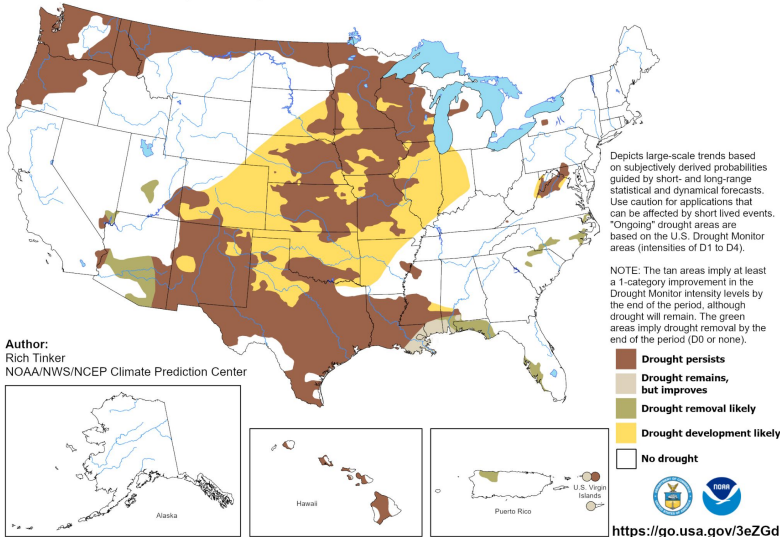 Depicts large-scale trends based
on subjectively derived probabilities
guided by short- and long-range
statistical and dynamical forecasts.
Use caution for applications that
can be affected by short lived events.
"Ongoing" drought areas are
based on the U.S. Drought Monitor
areas (intensities of D1 to D4).
NOTE: The tan areas imply at least
a 1-category improvement in the
Drought Monitor intensity levels by
the end of the period, although
drought will remain. The green
areas imply drought removal by the
end of the period (D0 or none).
Author:
Rich Tinker
NOAA/NWS/NCEP Climate Prediction Center
Drought persists
Drought remains,
but improves
Drought removal likely
Drought development likely
No drought
Alaska
Hawaii
Puerto Rico
U.S. Virgin
Islands
NOAA
https://go.usa.gov/3eZGd